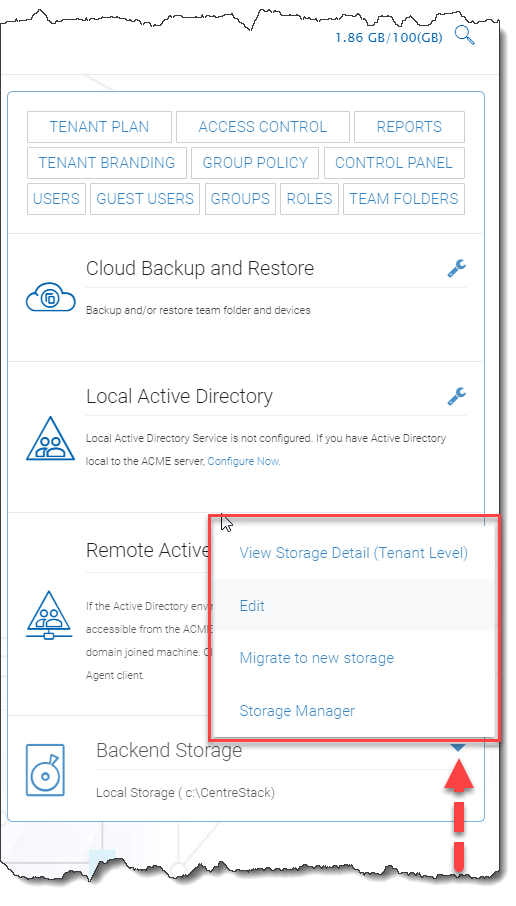 1.86 GB/100(GB)
TENANT PLAN ACCESS CONTROL REPORTS
TENANT BRANDING GROUP POLICY CONTROL PANEL
USERS GUEST USERS GROUPS ROLES TEAM FOLDERS
Cloud Backup and Restore
Backup and/or restore team folder and devices
Local Active Directory
Local Active Directory Service is not configured. If you have Active Directory
local to the ACME server, Configure Now.
Remote Active
If the Active Directory
accessible from the ACME
domain joined machine.
Agent client.
View Storage Detail (Tenant Level)
Edit
Migrate to new storage
Storage Manager
Backend Storage
Local Storage ( c:\CentreStack)